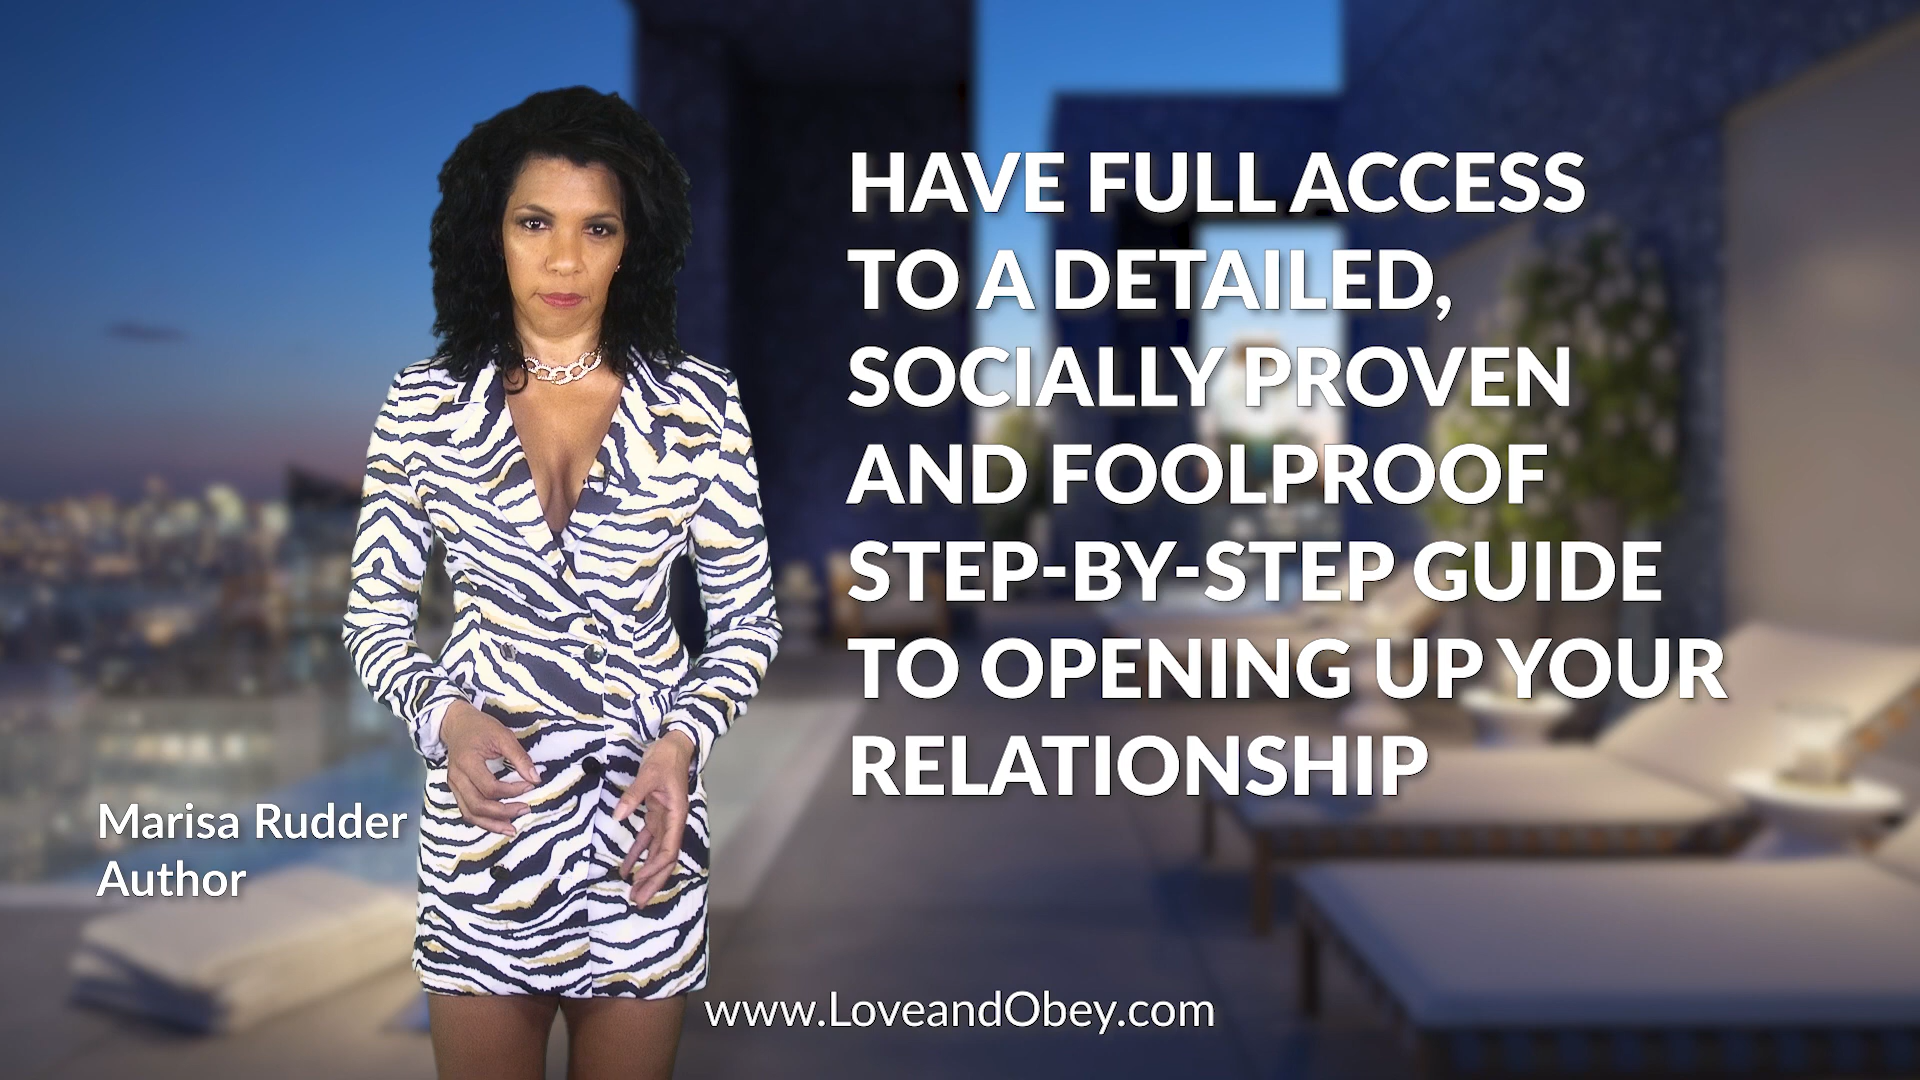 HAVE FULL ACCESS
TO A DETAILED,
SOCIALLY PROVEN
AND FOOLPROOF
STEP-BY-STEP GUIDE
TO OPENING UP YOUR
RELATIONSHIP
Marisa Rudder
Author
www.LoveandObey.com